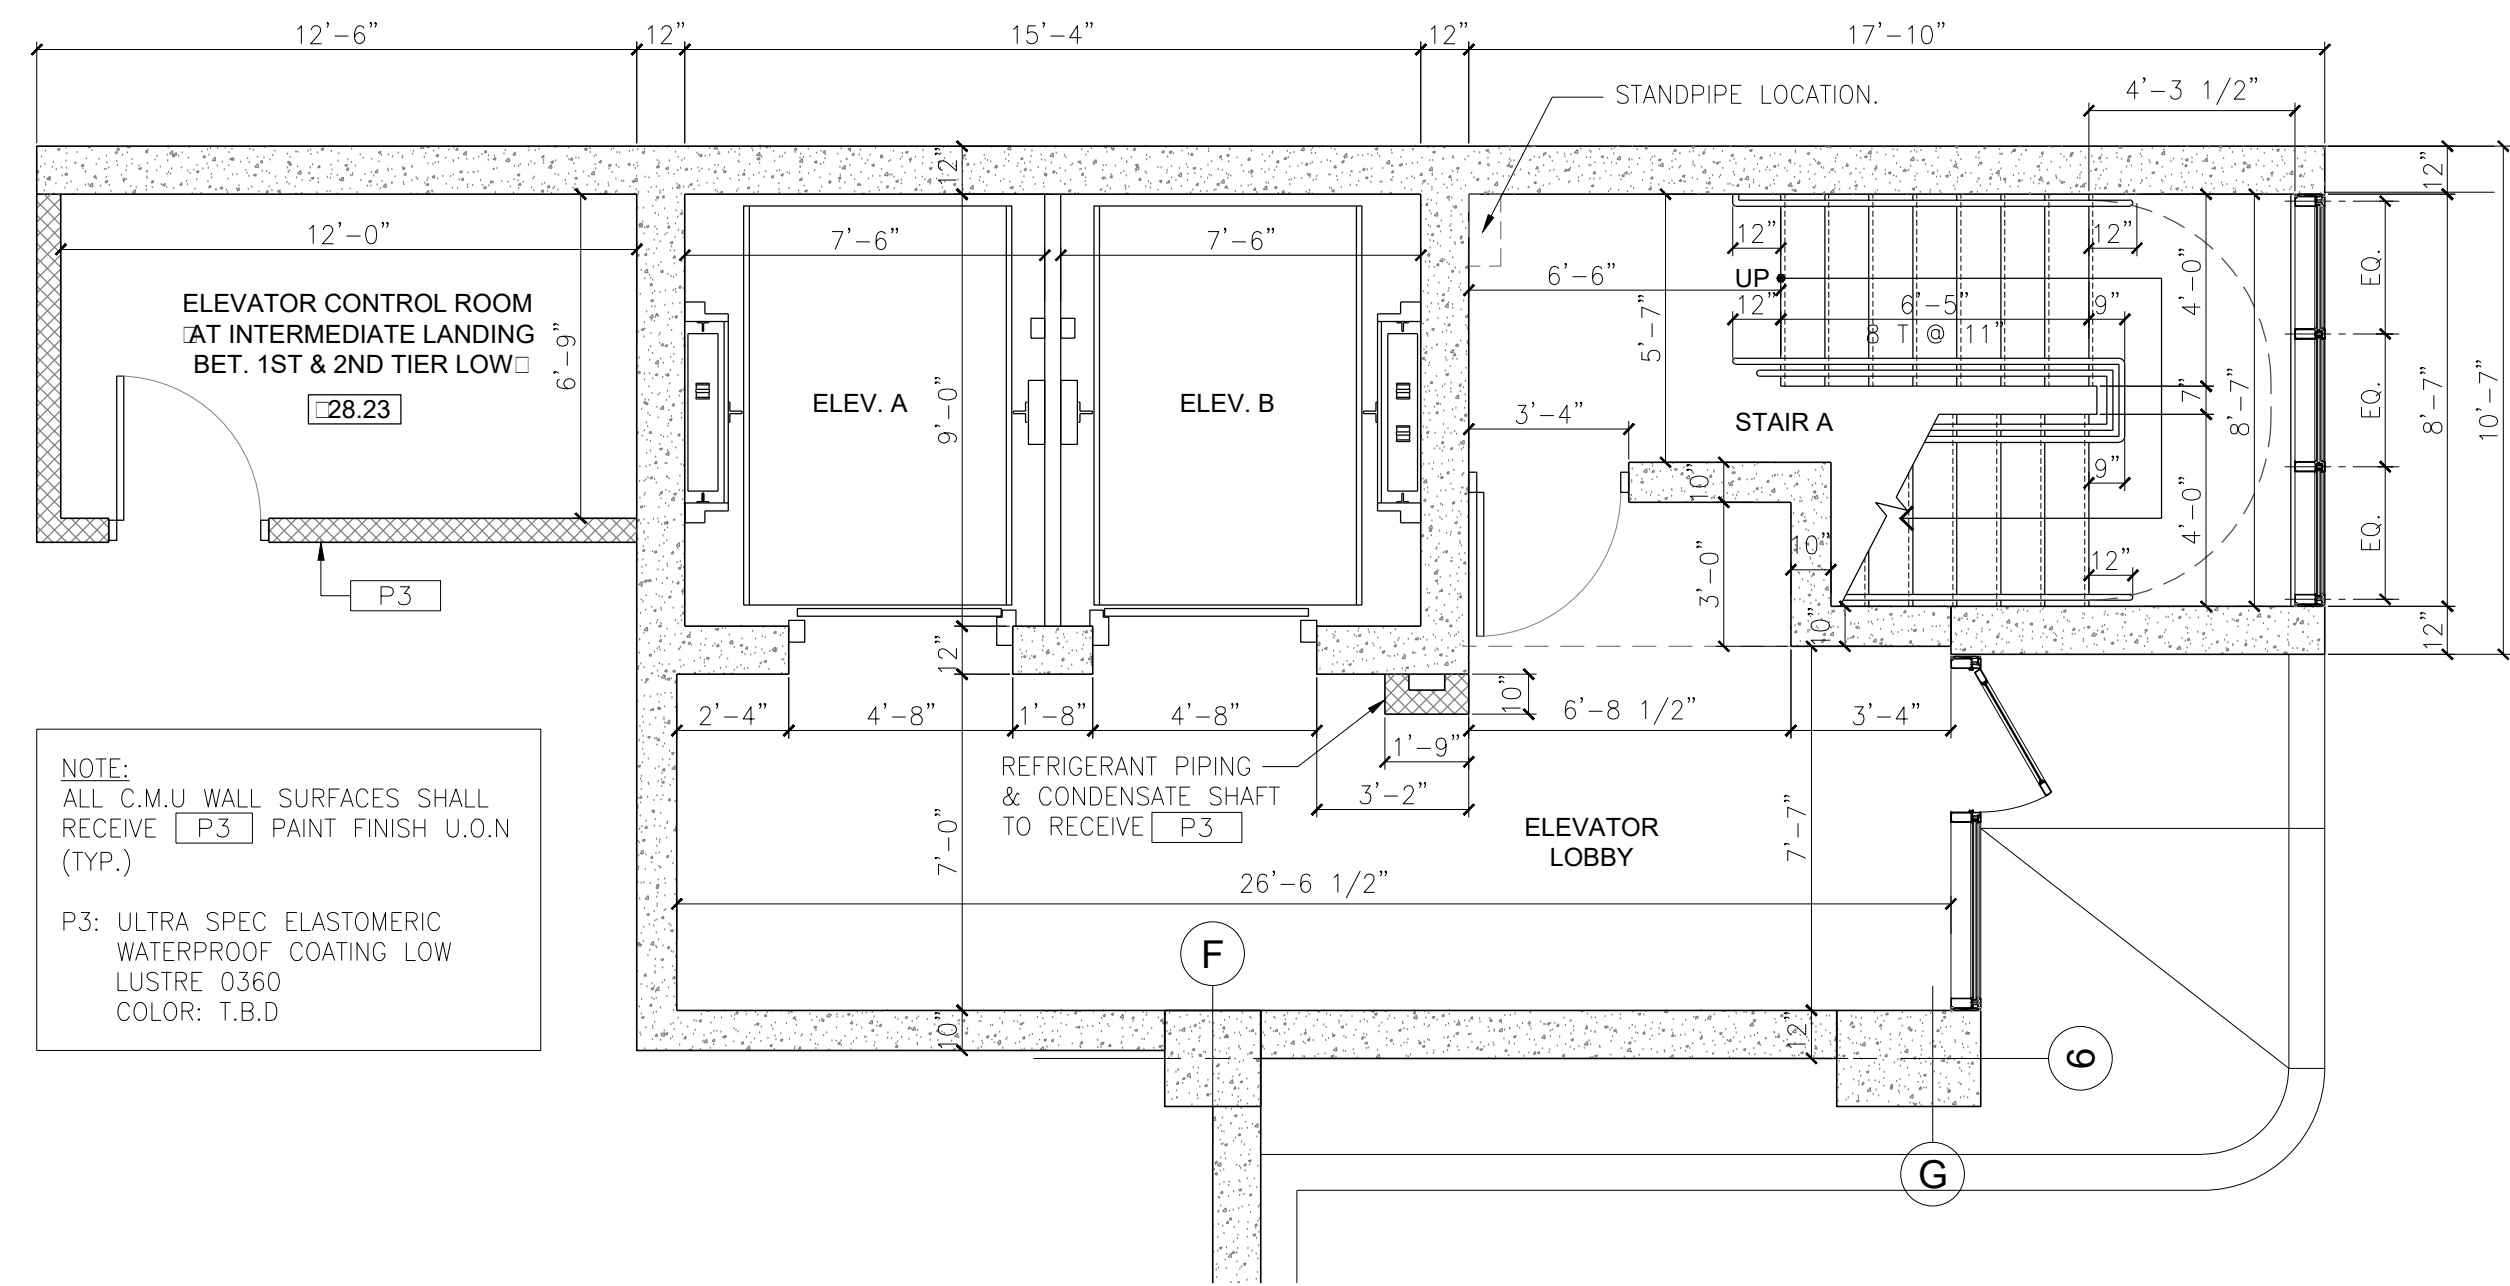 12'-6"
12"
15'-4"
12"
17'-10"
STANDPIPE LOCATION.
4'-3 1/2"
12"
12"
12'-0"
7'-6"
7'-6"
12"
12"
6'-6"
UP
12"
6'-5"
9"
8 T @ 11"
4'-0"
EQ.
ELEVATOR CONTROL ROOM
AT INTERMEDIATE LANDING
BET. 1ST & 2ND TIER LOW
28.23
6'-9"
ELEV. A
9'-0"
ELEV. B
5'-7"
3'-4"
STAIR A
7"
8'-7"
EQ.
8'-7"
10'-7"
10"
9"
4'-0"
EQ.
10"
3'-0"
12"
10"
12"
P3
12"
2'-4"
4'-8"
1'-8"
4'-8"
10"
6'-8 1/2"
3'-4"
1'-9"
REFRIGERANT PIPING
& CONDENSATE SHAFT
TO RECEIVE P3
3'-2"
7'-0"
ELEVATOR
LOBBY
7'-7"
26'-6 1/2"
NOTE:
ALL C.M.U WALL SURFACES SHALL
RECEIVE P3 PAINT FINISH U.O.N
(TYP.)
P3: ULTRA SPEC ELASTOMERIC
WATERPROOF COATING LOW
LUSTRE 0360
COLOR: T.B.D
F
10"
12"
6
G